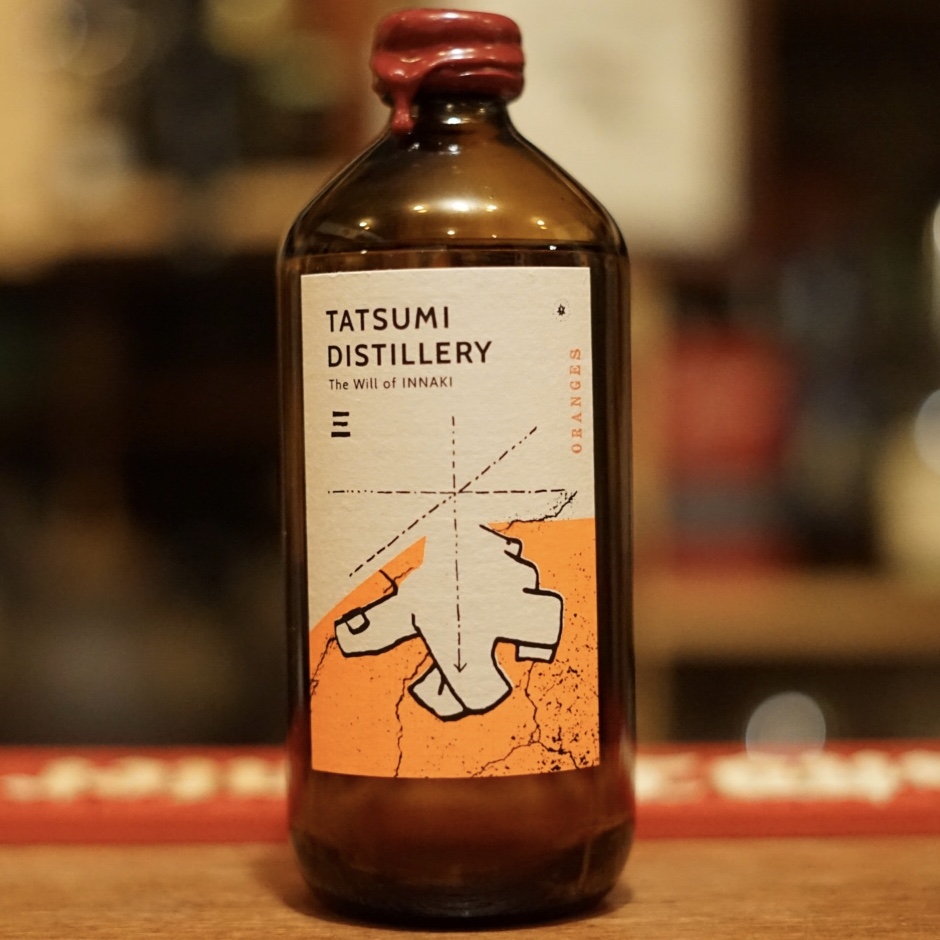 TATSUMI
DISTILLERY
The Will of INNAKI
ORANGES